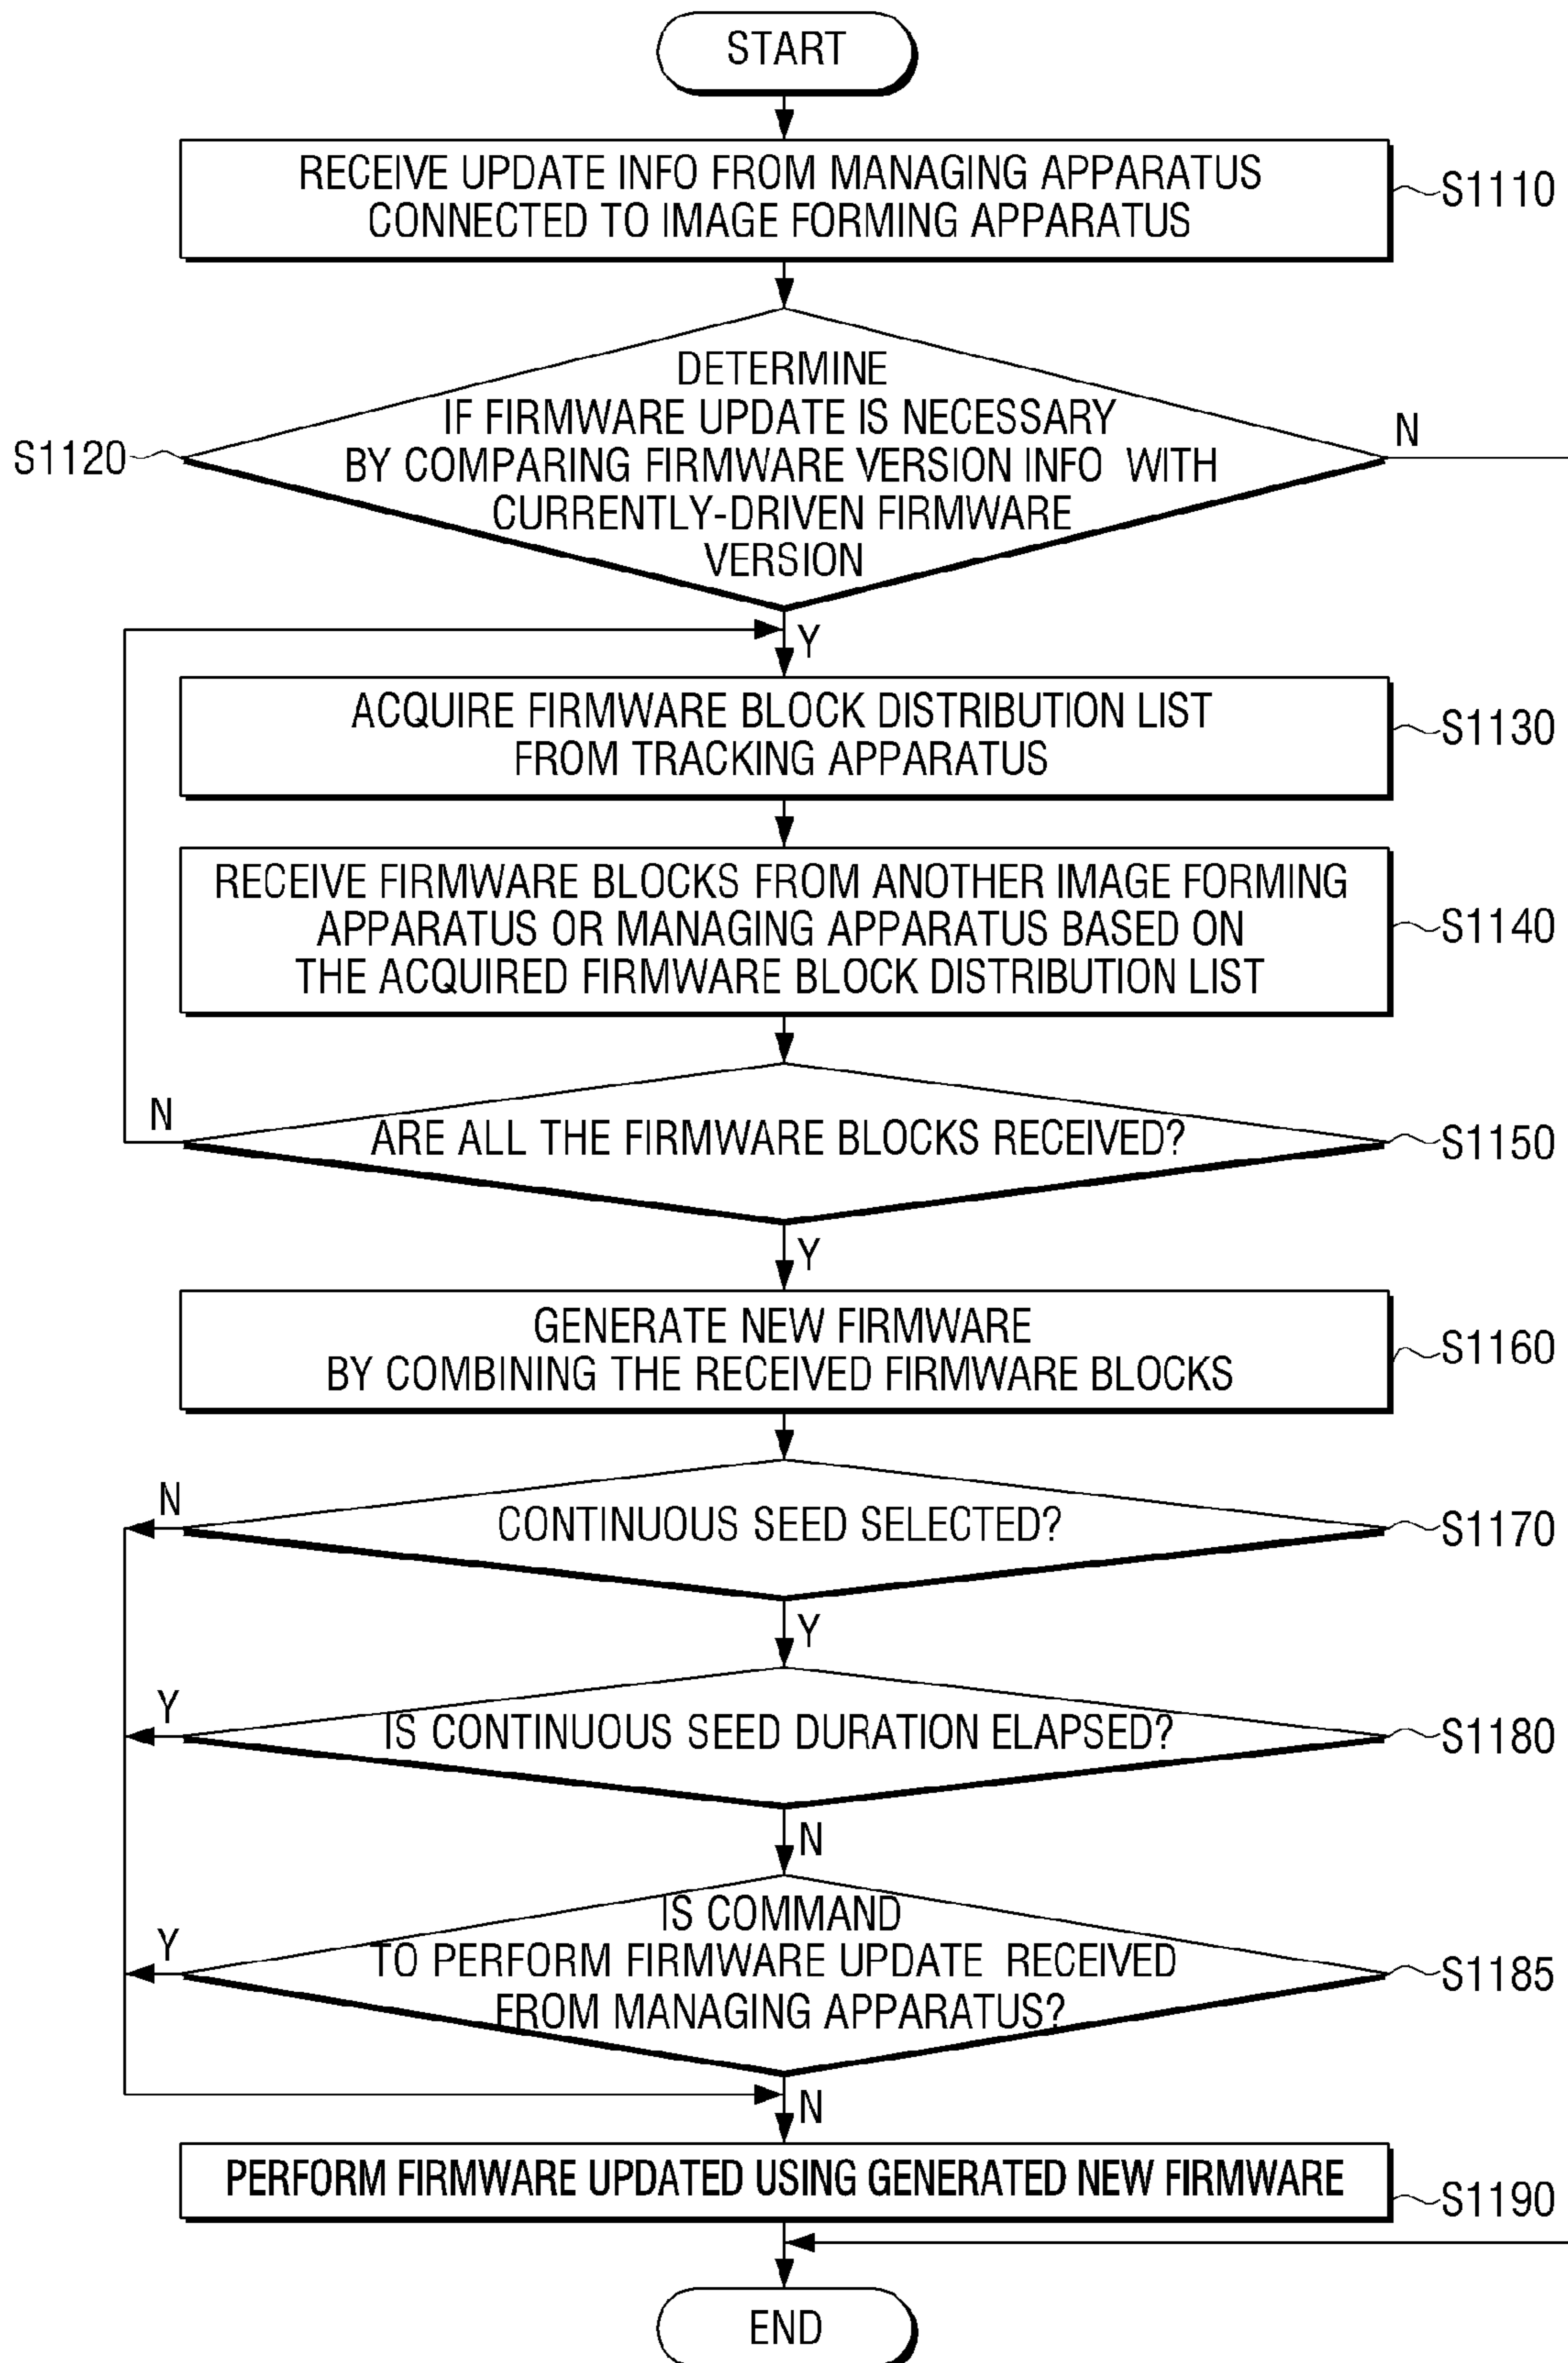 START
RECEIVE UPDATE INFO FROM MANAGING APPARATUS
CONNECTED TO IMAGE FORMING APPARATUS
S1110
DETERMINE
IF FIRMWARE UPDATE IS NECESSARY
BY COMPARING FIRMWARE VERSION INFO WITH
CURRENTLY-DRIVEN FIRMWARE
VERSION
S1120
N
Y
ACQUIRE FIRMWARE BLOCK DISTRIBUTION LIST
FROM TRACKING APPARATUS
S1130
RECEIVE FIRMWARE BLOCKS FROM ANOTHER IMAGE FORMING
APPARATUS OR MANAGING APPARATUS BASED ON
THE ACQUIRED FIRMWARE BLOCK DISTRIBUTION LIST
S1140
N
ARE ALL THE FIRMWARE BLOCKS RECEIVED?
S1150
Y
GENERATE NEW FIRMWARE
BY COMBINING THE RECEIVED FIRMWARE BLOCKS
S1160
N
CONTINUOUS SEED SELECTED?
S1170
Y
Y
IS CONTINUOUS SEED DURATION ELAPSED?
S1180
N
Y
IS COMMAND
TO PERFORM FIRMWARE UPDATE RECEIVED
FROM MANAGING APPARATUS?
S1185
N
PERFORM FIRMWARE UPDATED USING GENERATED NEW FIRMWARE
S1190
END